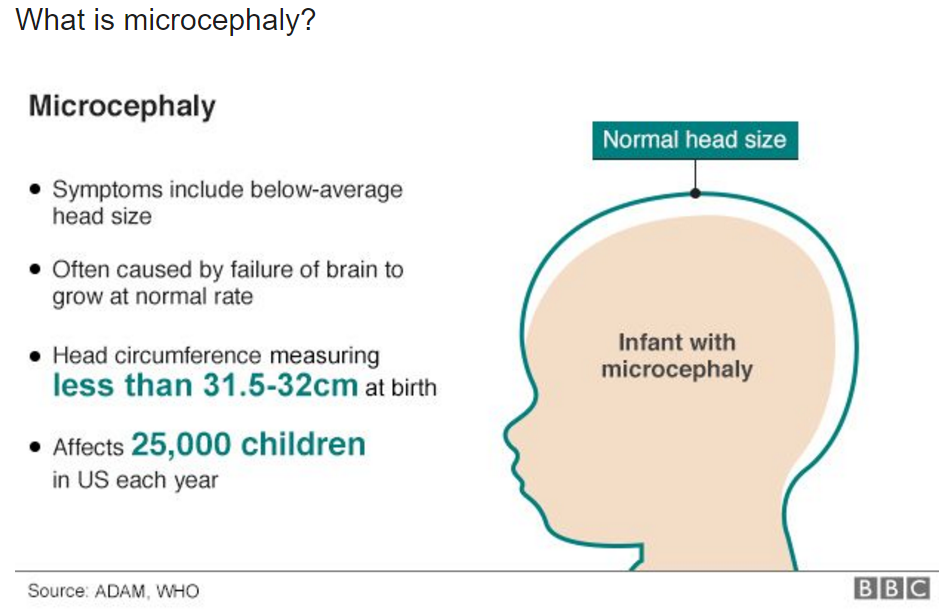 What is microcephaly?
Microcephaly
• Symptoms include below-average
head size
• Often caused by failure of brain to
grow at normal rate
• Head circumference measuring
less than 31.5-32cm at birth
• Affects 25,000 children
in US each year
Normal head size
Infant with
microcephaly
Source: ADAM, WHO
BBC